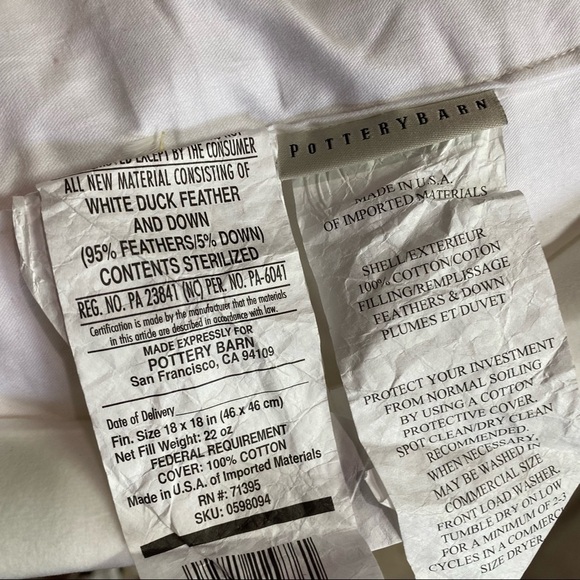 POTTERYBARN
EXCEPT BY THE CONSUMER
ALL NEW MATERIAL CONSISTING OF
WHITE DUCK FEATHER
AND DOWN
(95% FEATHERS/5% DOWN)
CONTENTS STERILIZED
REG. NO. PA 23841 (NC) PER. NO. PA-6041
Certification is made by the manufacturer that the materials
in this article are described in accordance with law.
MADE EXPRESSLY FOR
POTTERY BARN
San Francisco, CA 94109
Date of Delivery
Fin. Size 18 x 18 in (46 x 46 cm)
Net Fill Weight: 22 oz
FEDERAL REQUIREMENT
COVER: 100% COTTON
Made in U.S.A. of Imported Materials
RN #: 71395
SKU: 0598094
MADE IN U.S.A.
OF IMPORTED MATERIALS
SHELL/EXTERIEUR
100% COTTON/COTON
FILLING/REMPLISSAGE
FEATHERS & DOWN
PLUMES ET DUVET
PROTECT YOUR INVESTMENT
FROM NORMAL SOILING
BY USING A COTTON
PROTECTIVE COVER.
SPOT CLEAN/DRY CLEAN
RECOMMENDED.
WHEN NECESSARY,
MAY BE WASHED IN
COMMERCIAL SIZE
FRONT LOAD WASHER.
TUMBLE DRY ON LOW
FOR A MINIMUM OF 2-3
CYCLES IN A COMMERC
SIZE DRYER